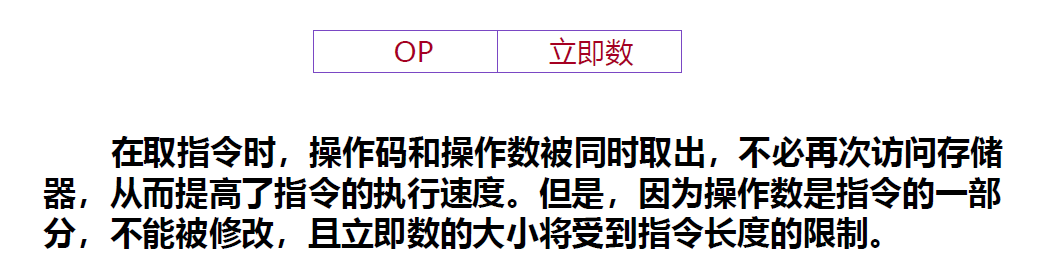 OP 立即数
在取指令时，操作码和操作数被同时取出，不必再次访问存储
器，从而提高了指令的执行速度。但是，因为操作数是指令的一部
分，不能被修改，且立即数的大小将受到指令长度的限制。